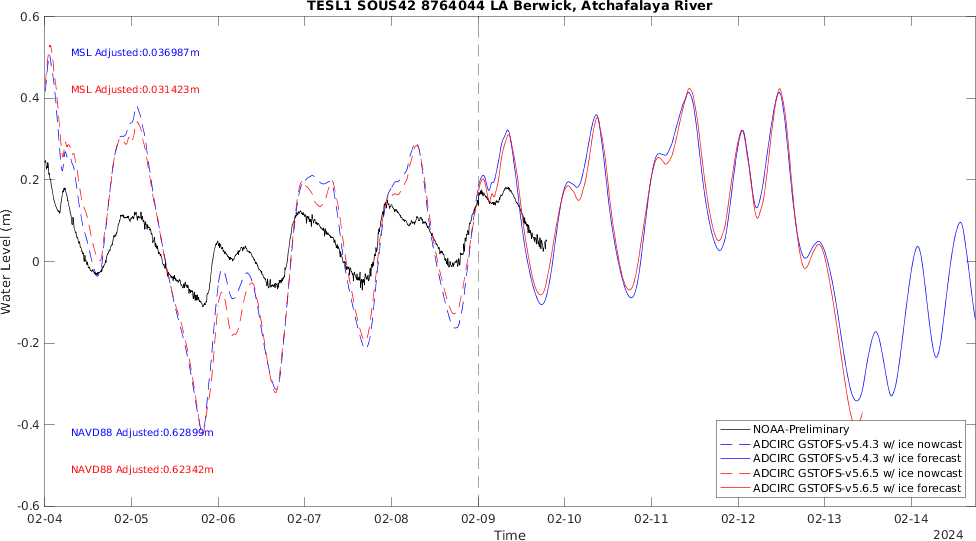 TESL1 SOUS42 8764044 LA Berwick, Atchafalaya River
0.6
0.4
0.2
0
-0.2
-0.4
-0.6
Water Level (m)
MSL Adjusted:0.036987m
MSL Adjusted:0.031423m
NAVD88 Adjusted:0.62899m
NAVD88 Adjusted:0.62342m
NOAA-Preliminary
ADCIRC GSTOFS-v5.4.3 w/ ice nowcast
ADCIRC GSTOFS-v5.4.3 w/ ice forecast
ADCIRC GSTOFS-v5.6.5 w/ ice nowcast
ADCIRC GSTOFS-v5.6.5 w/ ice forecast
02-04 02-05 02-06 02-07 02-08 02-09 02-10 02-11 02-12 02-13 02-14
Time
2024